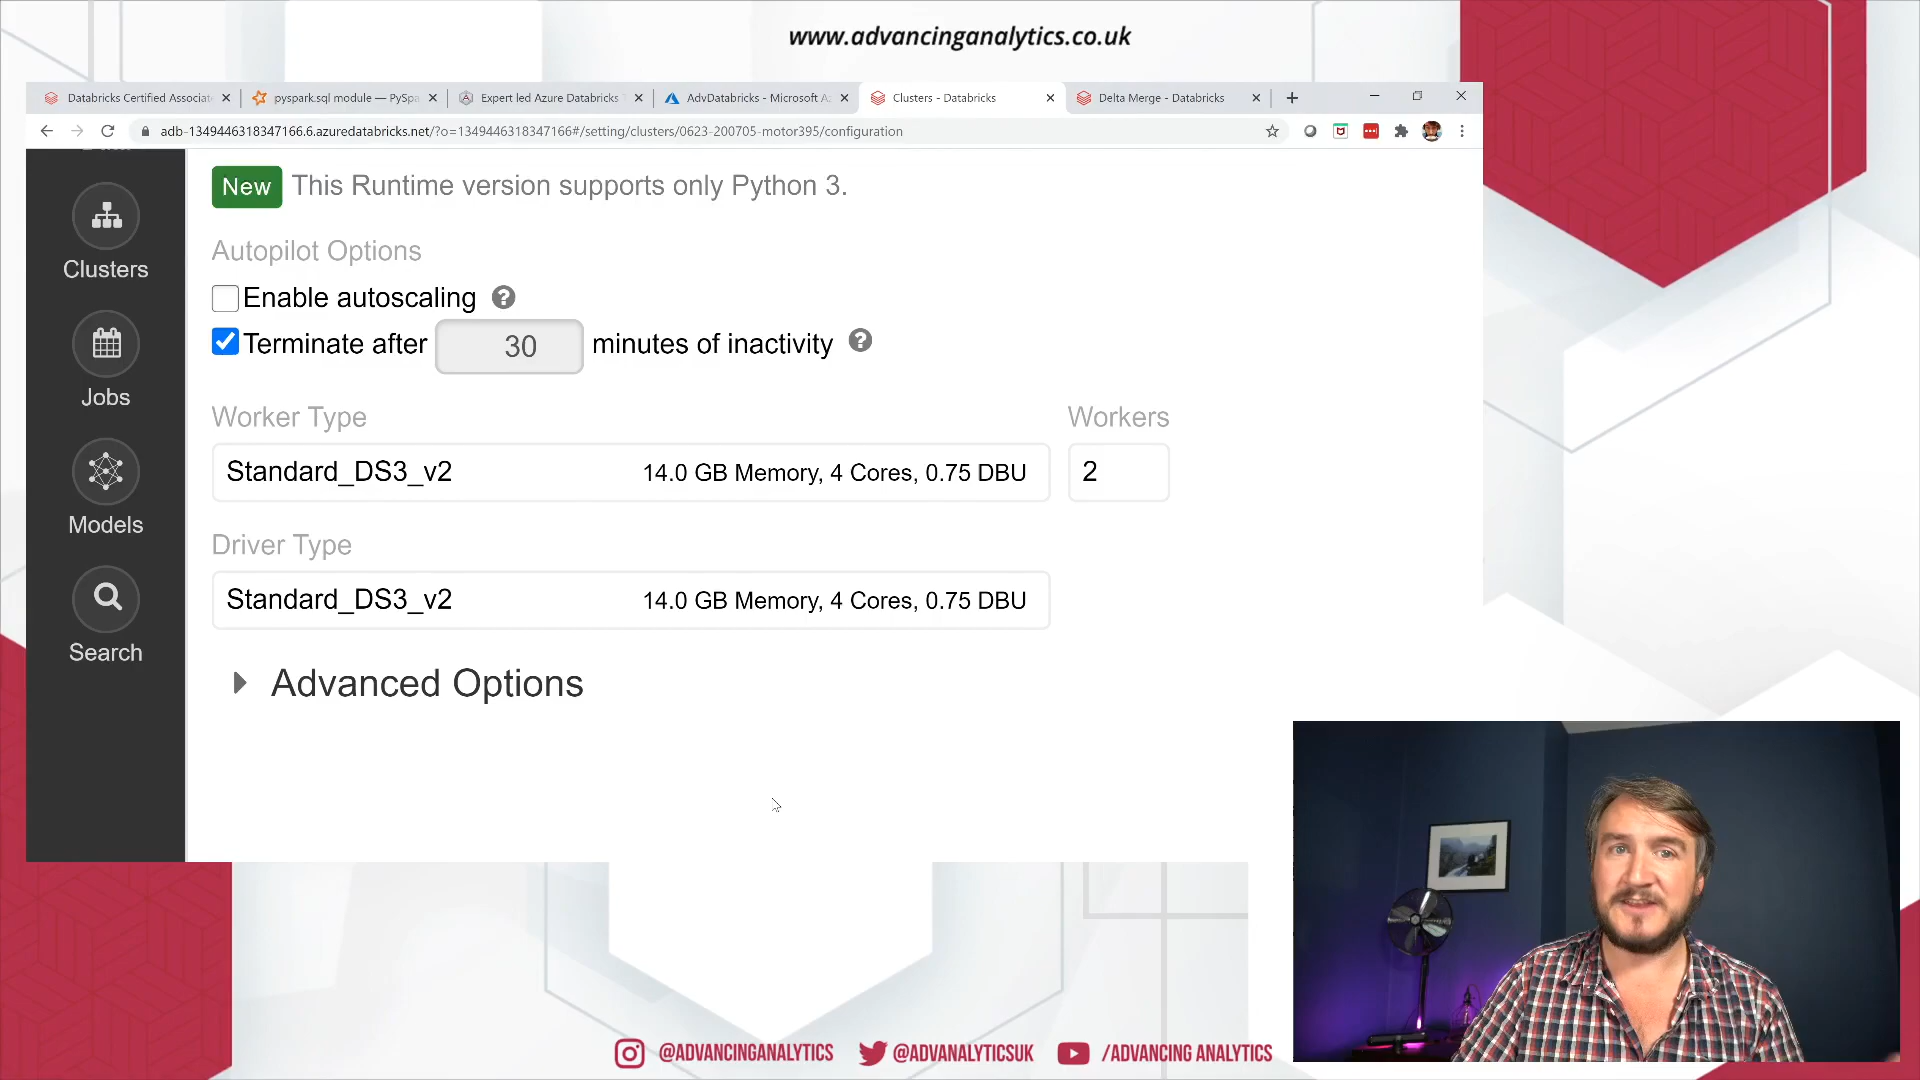 www.advancinganalytics.co.uk
Databricks Certified Associat
pyspark.sql module — PySpa
Expert led Azure Databricks
AdvDatabricks - Microsoft A
Clusters - Databricks
Delta Merge - Databricks
adb-1349446318347166.6.azuredatabricks.net/?o=1349446318347166#/setting/clusters/0623-200705-motor395/configuration
New This Runtime version supports only Python 3.
Autopilot Options
Enable autoscaling ?
Terminate after 30 minutes of inactivity ?
Worker Type Workers
Standard_DS3_v2 14.0 GB Memory, 4 Cores, 0.75 DBU 2
Driver Type
Standard_DS3_v2 14.0 GB Memory, 4 Cores, 0.75 DBU
Advanced Options
Clusters
Jobs
Models
Search
@ADVANCINGANALYTICS @ADVANALYTICSUK /ADVANCING ANALYTICS